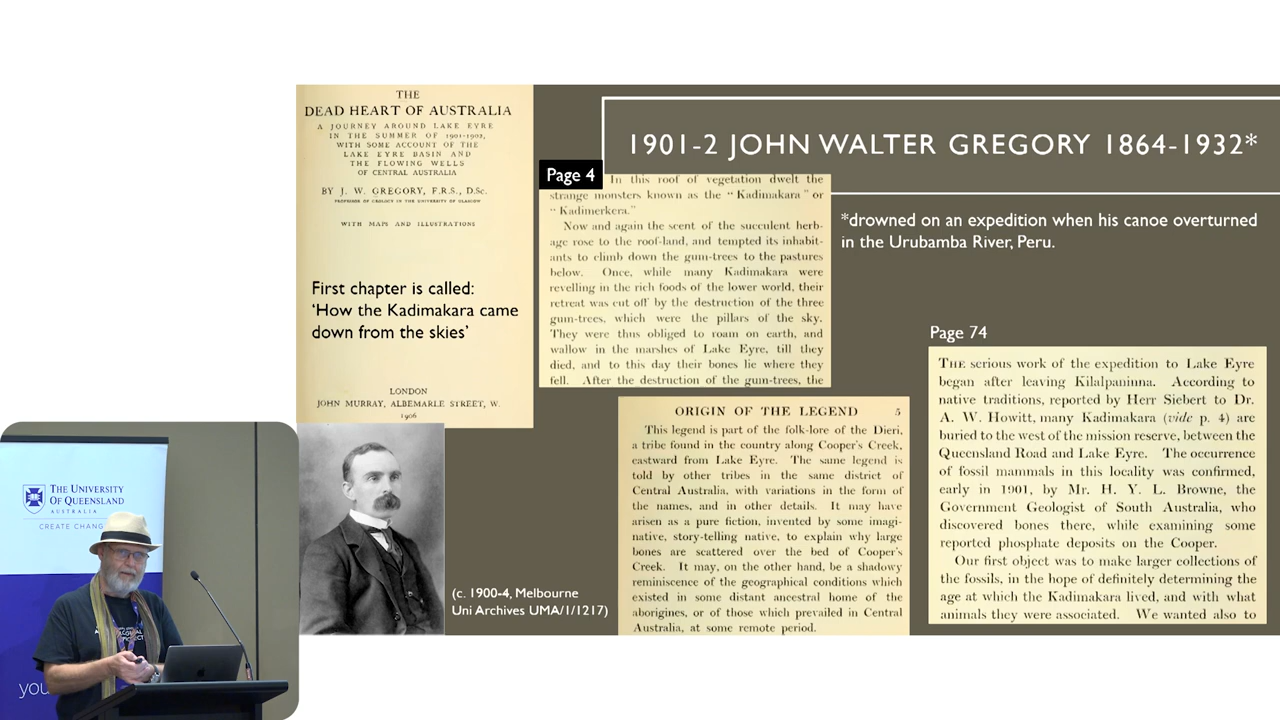 THE
DEAD HEART OF AUSTRALIA
A JOURNEY AROUND LAKE EYRE
IN THE SUMMER OF 1901-1902,
WITH SOME ACCOUNT OF THE
LAKE EYRE BASIN AND
THE FLOWING WELLS
OF CENTRAL AUSTRALIA
BY J. W. GREGORY, F.R.S., D.Sc.
PROFESSOR OF GEOLOGY IN THE UNIVERSITY OF GLASGOW
WITH MAPS AND ILLUSTRATIONS
First chapter is called:
‘How the Kadimakara came
down from the skies’
LONDON
JOHN MURRAY, ALBEMARLE STREET, W.
1906
1901-2 JOHN WALTER GREGORY 1864-1932*
Page 4
In this roof of vegetation dwelt the
strange monsters known as the “ Kadimakara ” or
“ Kadimerkera.”
Now and again the scent of the succulent herb-
age rose to the roof-land, and tempted its inhabit-
ants to climb down the gum-trees to the pastures
below. Once, while many Kadimakara were
revelling in the rich foods of the lower world, their
retreat was cut off by the destruction of the three
gum-trees, which were the pillars of the sky.
They were thus obliged to roam on earth, and
wallow in the marshes of Lake Eyre, till they
died, and to this day their bones lie where they
fell. After the destruction of the gum-trees, the
*drowned on an expedition when his canoe overturned
in the Urubamba River, Peru.
ORIGIN OF THE LEGEND 5
This legend is part of the folk-lore of the Dieri,
a tribe found in the country along Cooper's Creek,
eastward from Lake Eyre. The same legend is
told by other tribes in the same district of
Central Australia, with variations in the form of
the names, and in other details. It may have
arisen as a pure fiction, invented by some imagi-
native, story-telling native, to explain why large
bones are scattered over the bed of Cooper's
Creek. It may, on the other hand, be a shadowy
reminiscence of the geographical conditions which
existed in some distant ancestral home of the
aborigines, or of those which prevailed in Central
Australia, at some remote period.
Page 74
THE serious work of the expedition to Lake Eyre
began after leaving Kilalpaninna. According to
native traditions, reported by Herr Siebert to Dr.
A. W. Howitt, many Kadimakara (vide p. 4) are
buried to the west of the mission reserve, between the
Queensland Road and Lake Eyre. The occurrence
of fossil mammals in this locality was confirmed,
early in 1901, by Mr. H. Y. L. Browne, the
Government Geologist of South Australia, who
discovered bones there, while examining some
reported phosphate deposits on the Cooper.
Our first object was to make larger collections of
the fossils, in the hope of definitely determining the
age at which the Kadimakara lived, and with what
animals they were associated. We wanted also to
(c. 1900-4, Melbourne
Uni Archives UMA/1/1217)
THE UNIVERSITY
OF QUEENSLAND
AUSTRALIA
CREATE CHANG
you